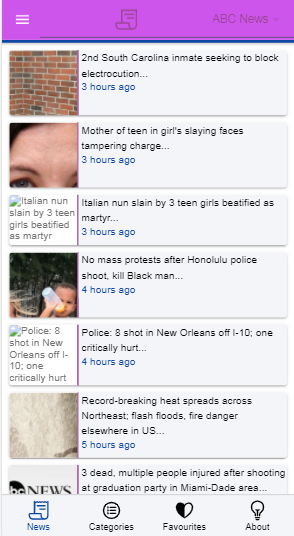 ABC News
2nd South Carolina inmate seeking to block
electrocution...
3 hours ago
Mother of teen in girl's slaying faces
tampering charge...
3 hours ago
Italian nun
slain by 3 teen
girls beatified
as martyr
Italian nun slain by 3 teen girls beatified as
martyr...
3 hours ago
No mass protests after Honolulu police
shoot, kill Black man...
4 hours ago
Police: 8
shot in New
Orleans off I-
10; one
critically hurt
Police: 8 shot in New Orleans off I-10; one
critically hurt...
4 hours ago
Record-breaking heat spreads across
Northeast; flash floods, fire danger
elsewhere in US...
5 hours ago
abc NEWS
3 dead, multiple people injured after shooting
at graduation party in Miami-Dade area...
News
Categories
Favourites
About